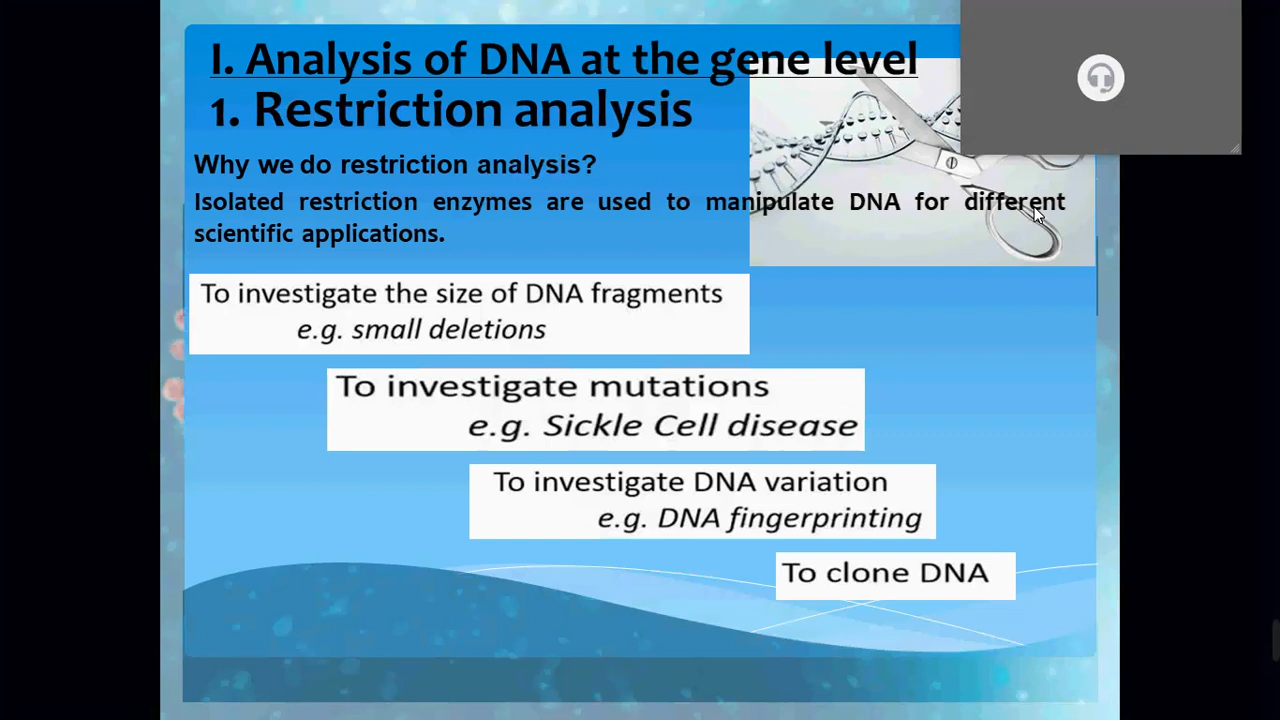 I. Analysis of DNA at the gene level
1. Restriction analysis
Why we do restriction analysis?
Isolated restriction enzymes are used to manipulate DNA for different
scientific applications.
To investigate the size of DNA fragments
e.g. small deletions
To investigate mutations
e.g. Sickle Cell disease
To investigate DNA variation
e.g. DNA fingerprinting
To clone DNA